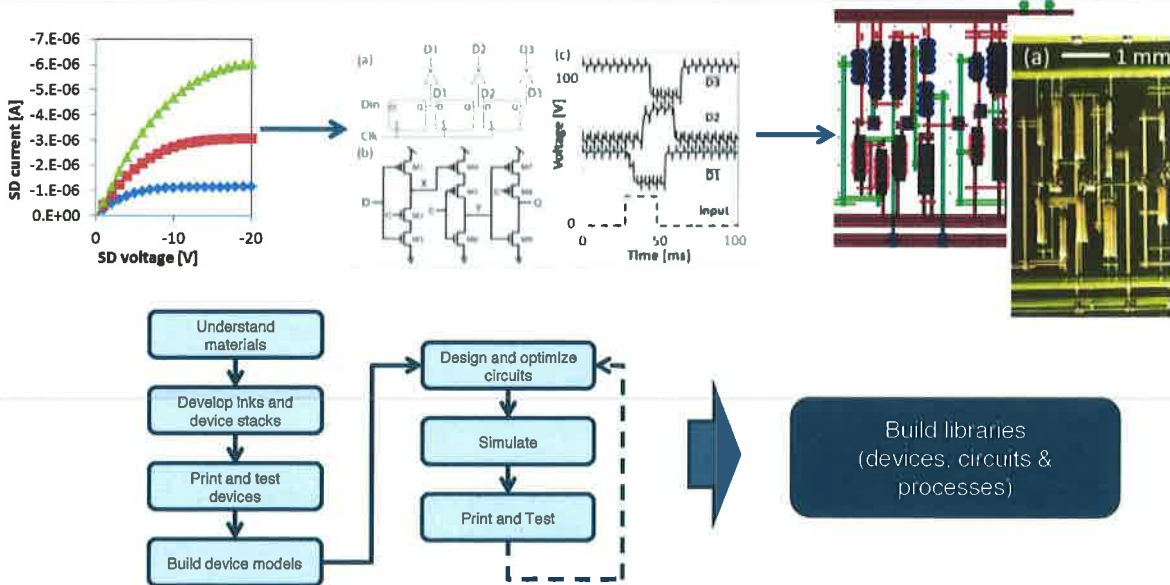 -7.E-06
-6.E-06
-5.E-06
-4.E-06
-3.E-06
-2.E-06
-1.E-06
0.E+00
SD current [A]
0
-10
-20
SD voltage [V]
(a)
D1
D2
D3
D1
D2
D3
Din
Clk
(b)
D
X
Y
Q
C
C
C
(c)
100
Voltage [V]
0
D3
D2
D1
Input
0
50
100
Time [ms]
(a)
1 mm
Understand
materials
Develop inks and
device stacks
Print and test
devices
Build device models
Design and optimize
circuits
Simulate
Print and Test
Build libraries
(devices, circuits &
processes)